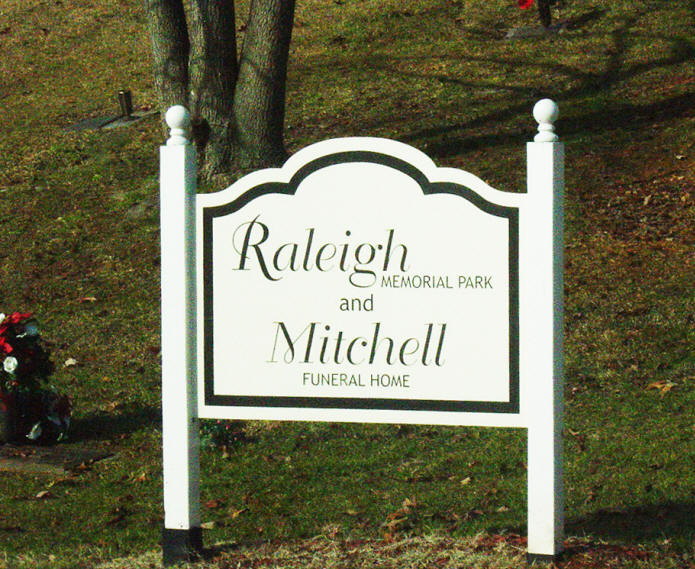 Raleigh
MEMORIAL PARK
and
Mitchell
FUNERAL HOME